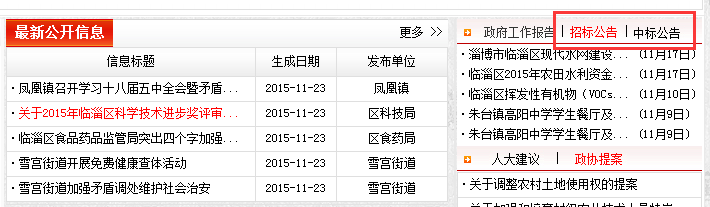 最新公开信息
更多 >>
信息标题 生成日期 发布单位
· 凤凰镇召开学习十八届五中全会暨矛盾... 2015-11-23 凤凰镇
· 关于2015年临淄区科学技术进步奖评审... 2015-11-23 区科技局
· 临淄区食品药品监管局突出四个字加强... 2015-11-23 区食药局
· 雪宫街道开展免费健康查体活动 2015-11-23 雪宫街道
· 雪宫街道加强矛盾调处维护社会治安 2015-11-23 雪宫街道
政府工作报告 招标公告 中标公告
· 淄博市临淄区现代水网建设... (11月17日)
· 临淄区2015年农田水利资金... (11月17日)
· 临淄区挥发性有机物（VOCs... (11月10日)
· 朱台镇高阳中学学生餐厅及... (11月9日)
· 朱台镇高阳中学学生餐厅及... (11月9日)
人大建议 政协提案
· 关于调整农村土地使用权的提案